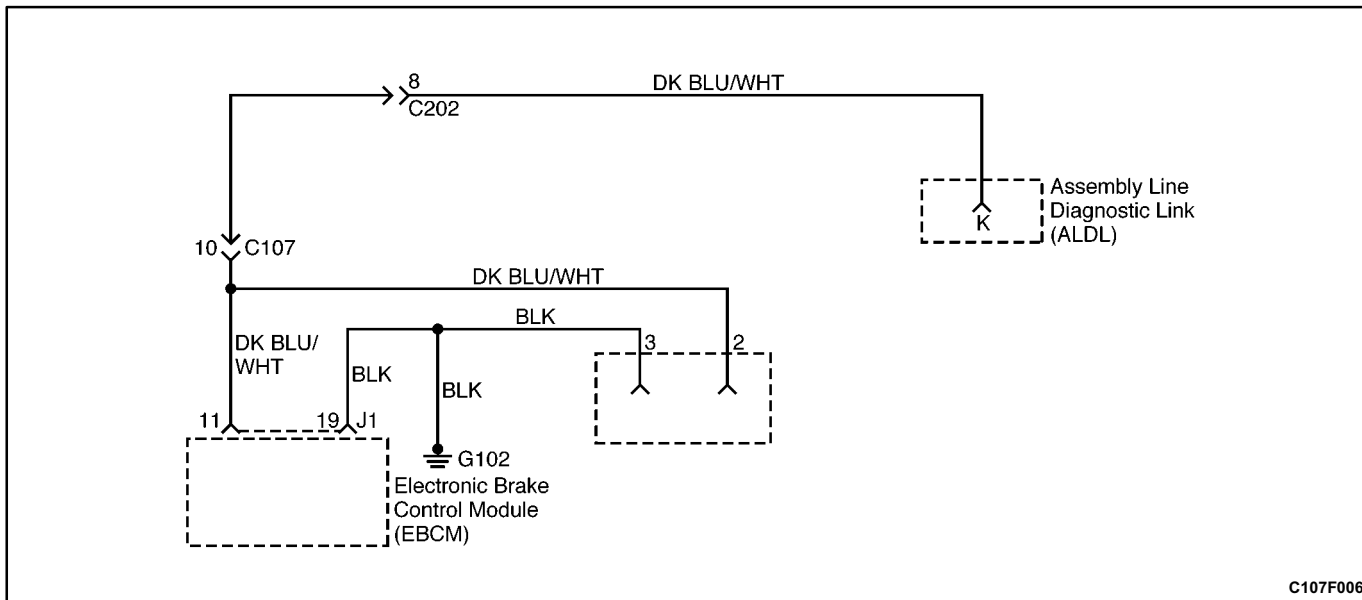 8
C202
DK BLU/WHT
Assembly Line
Diagnostic Link
(ALDL)
K
10 C107
DK BLU/WHT
BLK
3 2
DK BLU/
WHT
BLK
BLK
11 19 J1
G102
Electronic Brake
Control Module
(EBCM)
C107F006